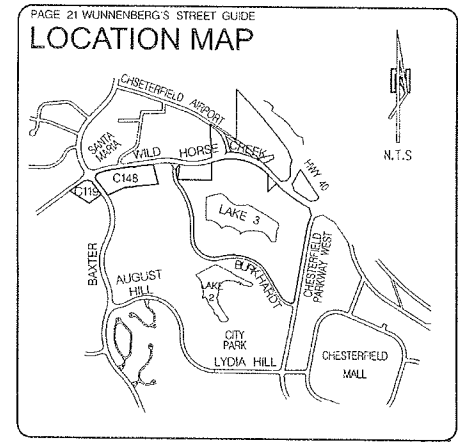 PAGE 21 WUNNENBERG'S STREET GUIDE
LOCATION MAP
N.T.S
CHSETERFIELD AIRPORT
SANTA
MARIA
WILD HORSE CREEK
HWY 40
C119
C148
LAKE 3
BAXTER
AUGUST
HILL
LAKE
2
BURKHARDT
CHESTERFIELD
PARKWAY WEST
CITY
PARK
LYDIA HILL
CHESTERFIELD
MALL